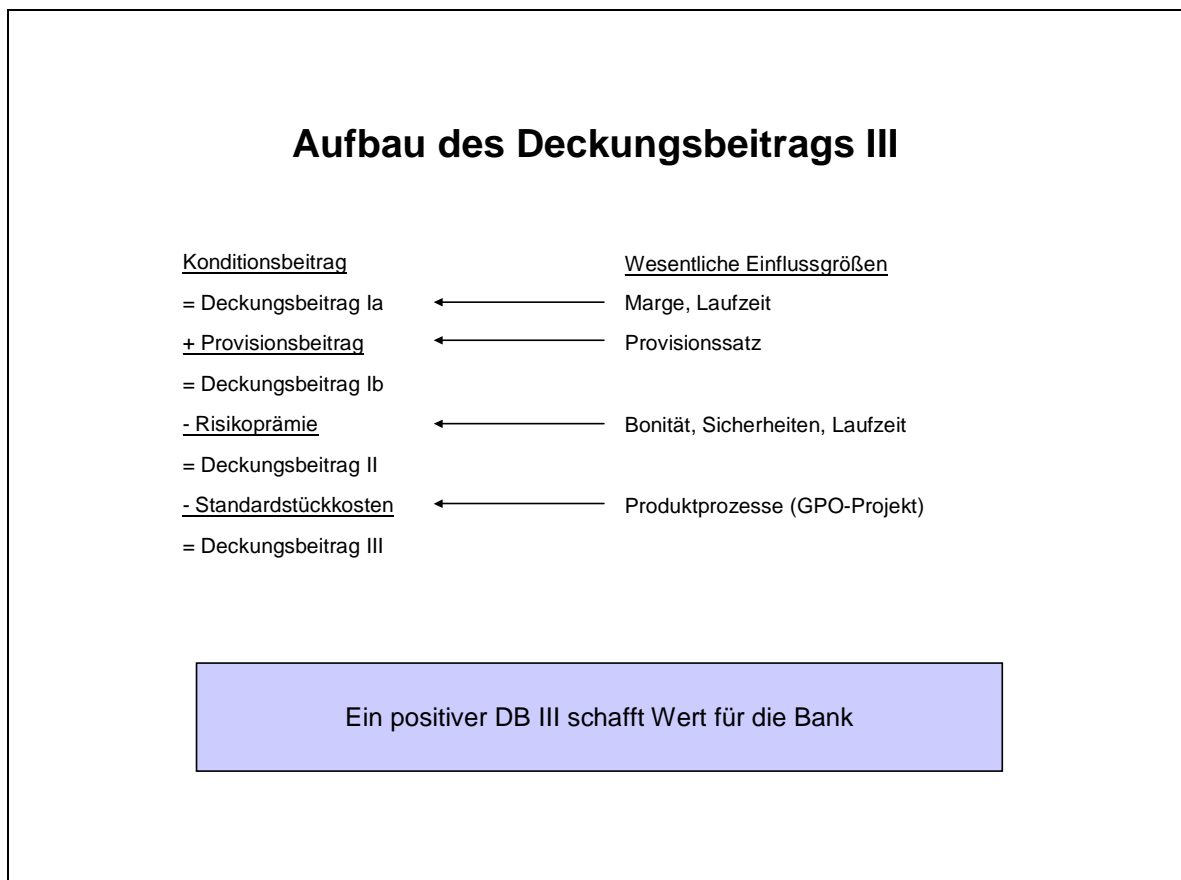 Aufbau des Deckungsbeitrags III
Konditionsbeitrag
Wesentliche Einflussgrößen
= Deckungsbeitrag Ia
Marge, Laufzeit
+ Provisionsbeitrag
Provisionssatz
= Deckungsbeitrag Ib
- Risikoprämie
Bonität, Sicherheiten, Laufzeit
= Deckungsbeitrag II
- Standardstückkosten
Produktprozesse (GPO-Projekt)
= Deckungsbeitrag III
Ein positiver DB III schafft Wert für die Bank